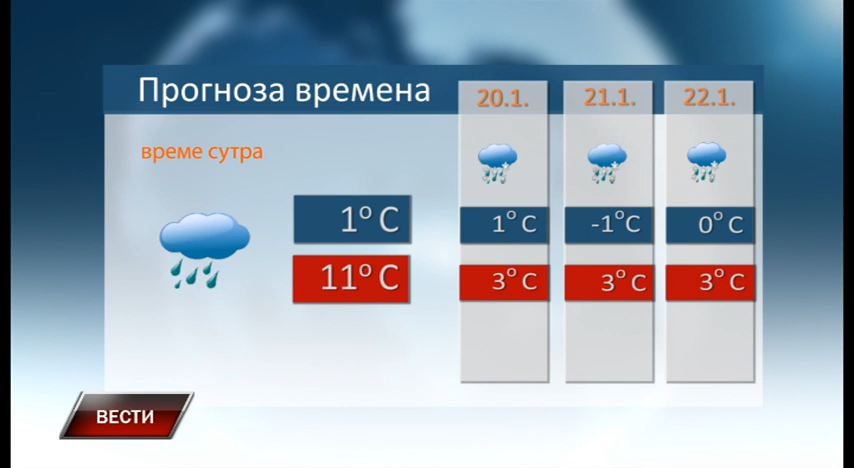 Прогноза времена
време сутра
1° C
11° C
20.1.
21.1.
22.1.
1° C
-1°C
0° C
3° C
3° C
3° C
ВЕСТИ